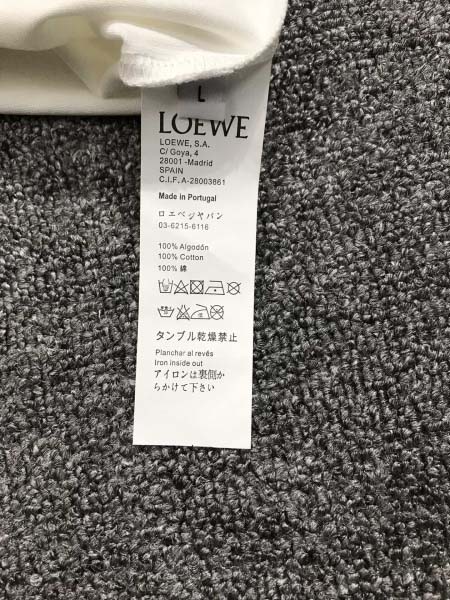 L
LOEWE
LOEWE, S.A.
C/ Goya, 4
28001 -Madrid
SPAIN
C.I.F. A-28003861
Made in Portugal
ロエベジャパン
03-6215-6116
100% Algodón
100% Cotton
100% 綿
タンブル乾燥禁止
Planchar al revés
Iron inside out
アイロンは裏側か
らかけて下さい